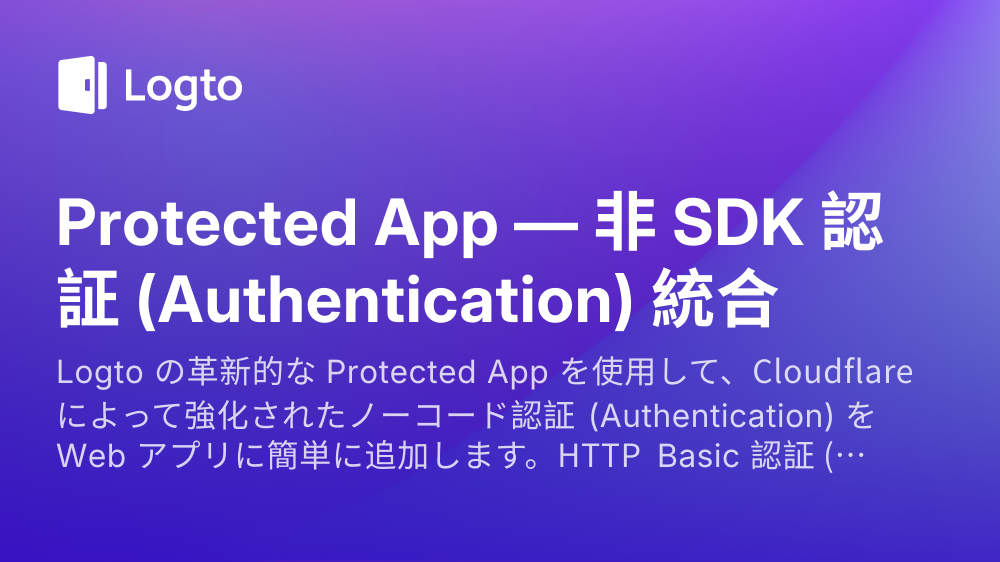 Logto
Protected App — 非 SDK 認
証 (Authentication) 統合
Logto の革新的な Protected App を使用して、Cloudflare
によって強化されたノーコード認証 (Authentication) を
Web アプリに簡単に追加します。HTTP Basic 認証 (…